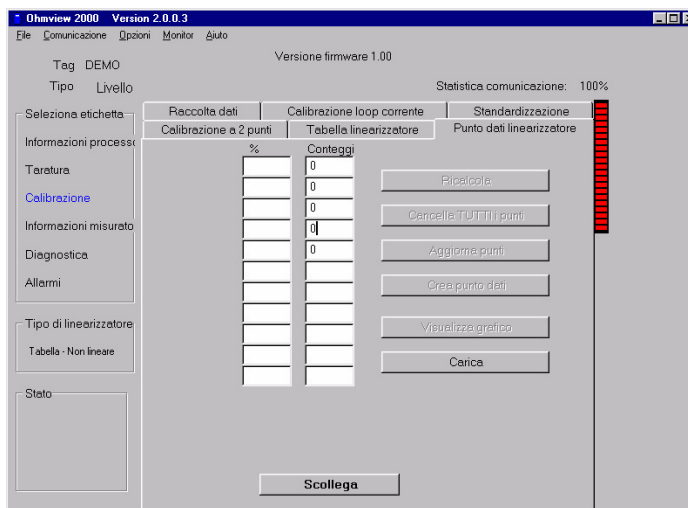 Ohmview 2000 Version 2.0.0.3
File Comunicazione Opzioni Monitor Aiuto
Versione firmware 1.00
Tag DEMO
Tipo Livello
Statistica comunicazione: 100%
Seleziona etichetta
Informazioni processo
Taratura
Calibrazione
Informazioni misurato
Diagnostica
Allarmi
Tipo di linearizzatore
Tabella - Non lineare
Stato
Raccolta dati Calibrazione loop corrente Standardizzazione
Calibrazione a 2 punti Tabella linearizzatore Punto dati linearizzatore
% Conteggi
0
0
0
0
0
Ricalcola
Cancella TUTTI i punti
Aggiorna punti
Crea punto dati
Visualizza grafico
Carica
Scollega